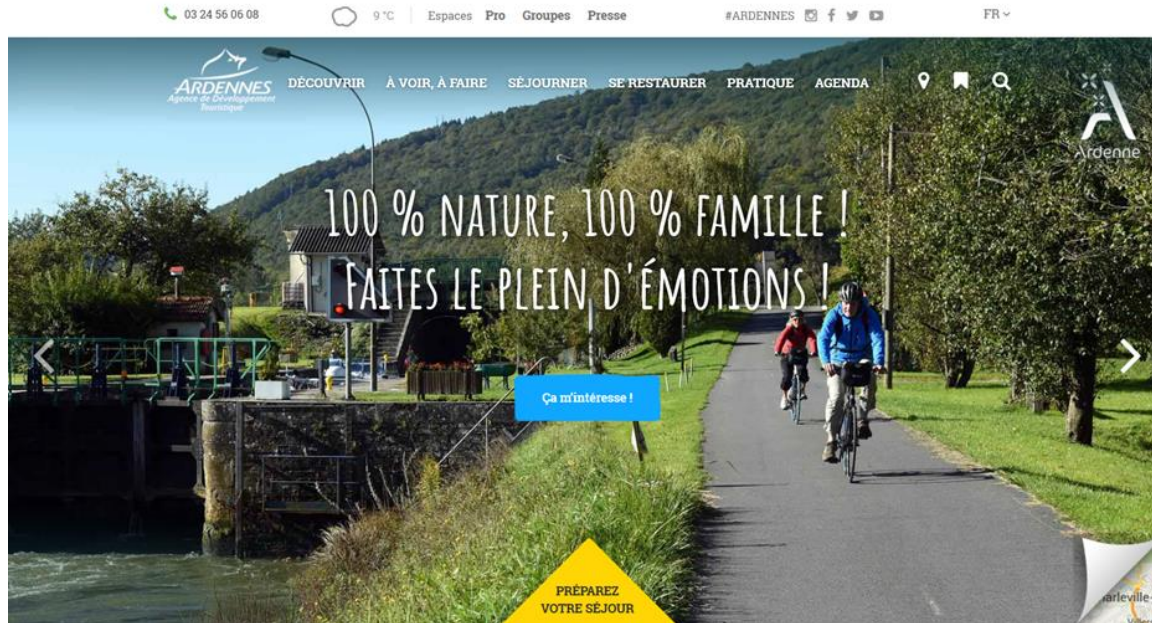 03 24 56 06 08
9 °C
Espaces Pro Groupes Presse
#ARDENNES
FR
ARDENNES
Agence de Développement
Touristique
DÉCOUVRIR À VOIR, À FAIRE SÉJOURNER SE RESTAURER PRATIQUE AGENDA
Ardenne
100 % NATURE, 100 % FAMILLE !
FAITES LE PLEIN D'ÉMOTIONS !
Ça m'intéresse !
PRÉPAREZ
VOTRE SÉJOUR
arleville-